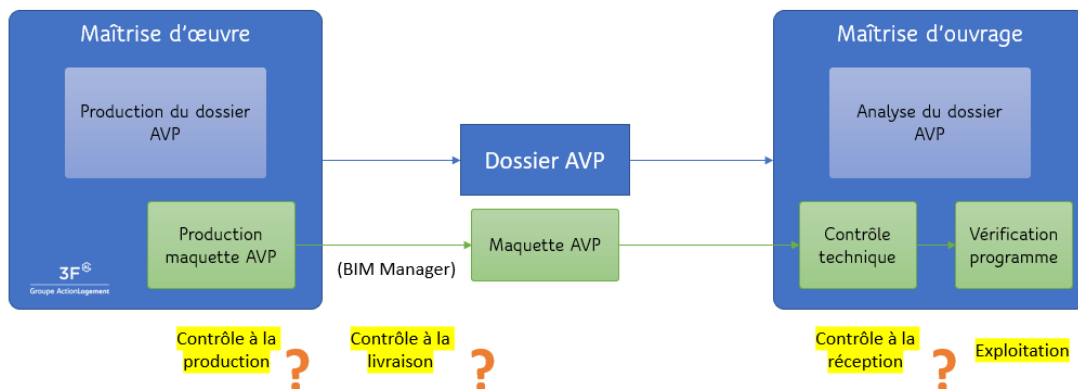 Maîtrise d'œuvre
Production du dossier
AVP
Production
maquette AVP
3F
Groupe ActionLogement
(BIM Manager)
Dossier AVP
Maquette AVP
Maîtrise d'ouvrage
Analyse du dossier
AVP
Contrôle
technique
Vérification
programme
Contrôle à la
production
?
Contrôle à la
livraison
?
Contrôle à la
réception
?
Exploitation